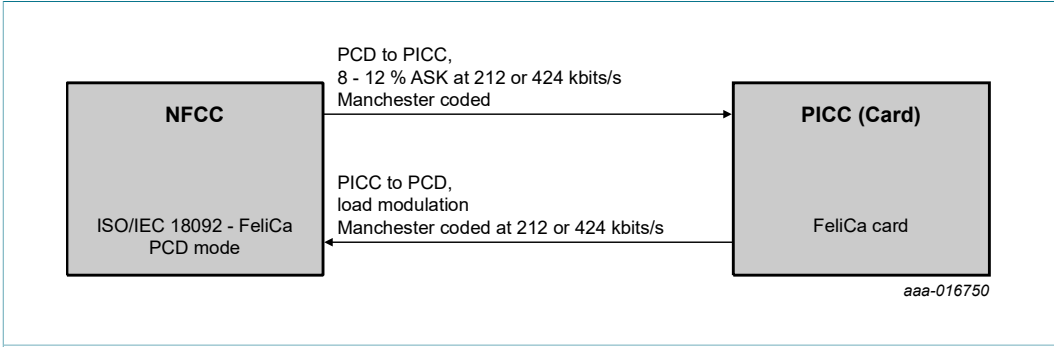 PCD to PICC,
8 - 12 % ASK at 212 or 424 kbits/s
Manchester coded
NFCC
PICC (Card)
PICC to PCD,
load modulation
Manchester coded at 212 or 424 kbits/s
ISO/IEC 18092 - FeliCa
PCD mode
FeliCa card
aaa-016750